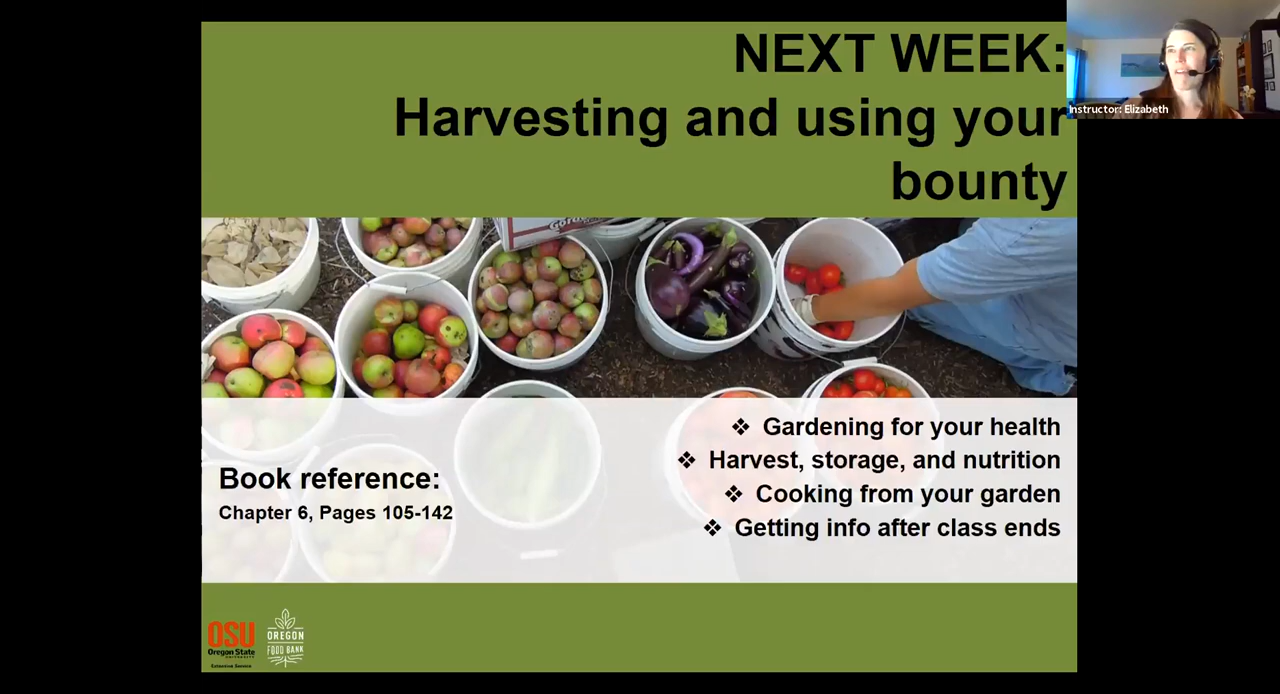 NEXT WEEK:
Harvesting and using your
bounty
Instructor: Elizabeth
❖ Gardening for your health
❖ Harvest, storage, and nutrition
❖ Cooking from your garden
❖ Getting info after class ends
Book reference:
Chapter 6, Pages 105-142
OSU
Oregon State
UNIVERSITY
Extension Service
OREGON
FOOD BANK